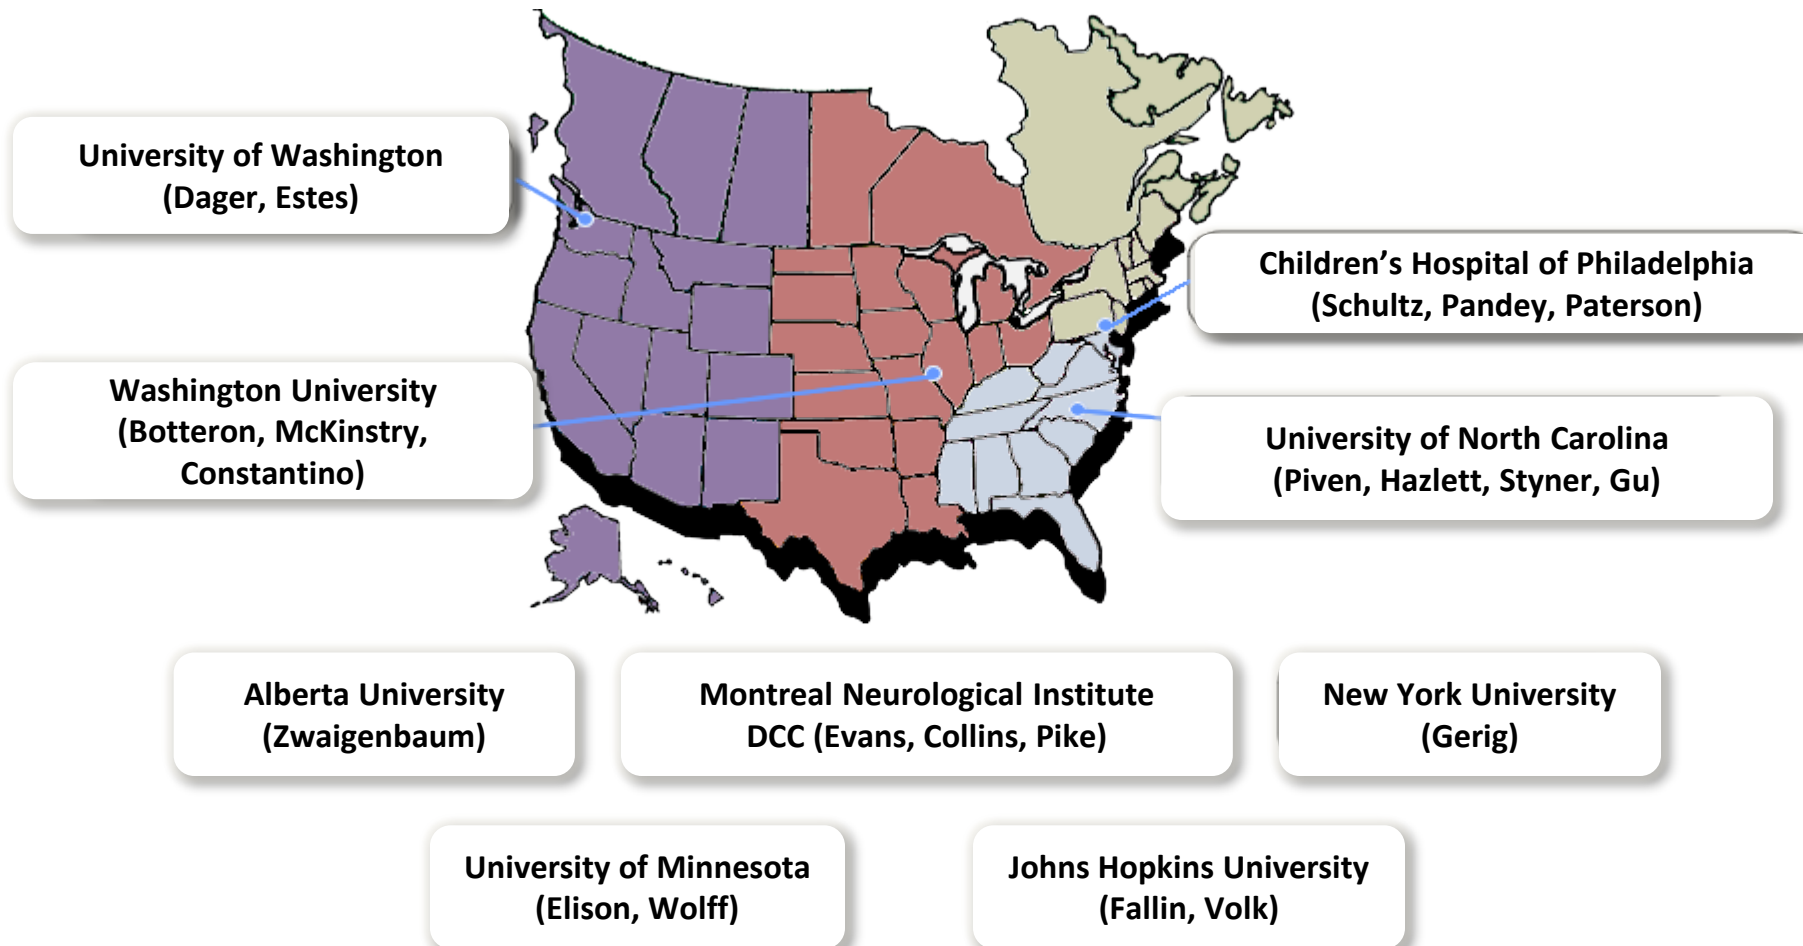 University of Washington
(Dager, Estes)
Children’s Hospital of Philadelphia
(Schultz, Pandey, Paterson)
Washington University
(Botteron, McKinstry,
Constantino)
University of North Carolina
(Piven, Hazlett, Styner, Gu)
Alberta University
(Zwaigenbaum)
Montreal Neurological Institute
DCC (Evans, Collins, Pike)
New York University
(Gerig)
University of Minnesota
(Elison, Wolff)
Johns Hopkins University
(Fallin, Volk)